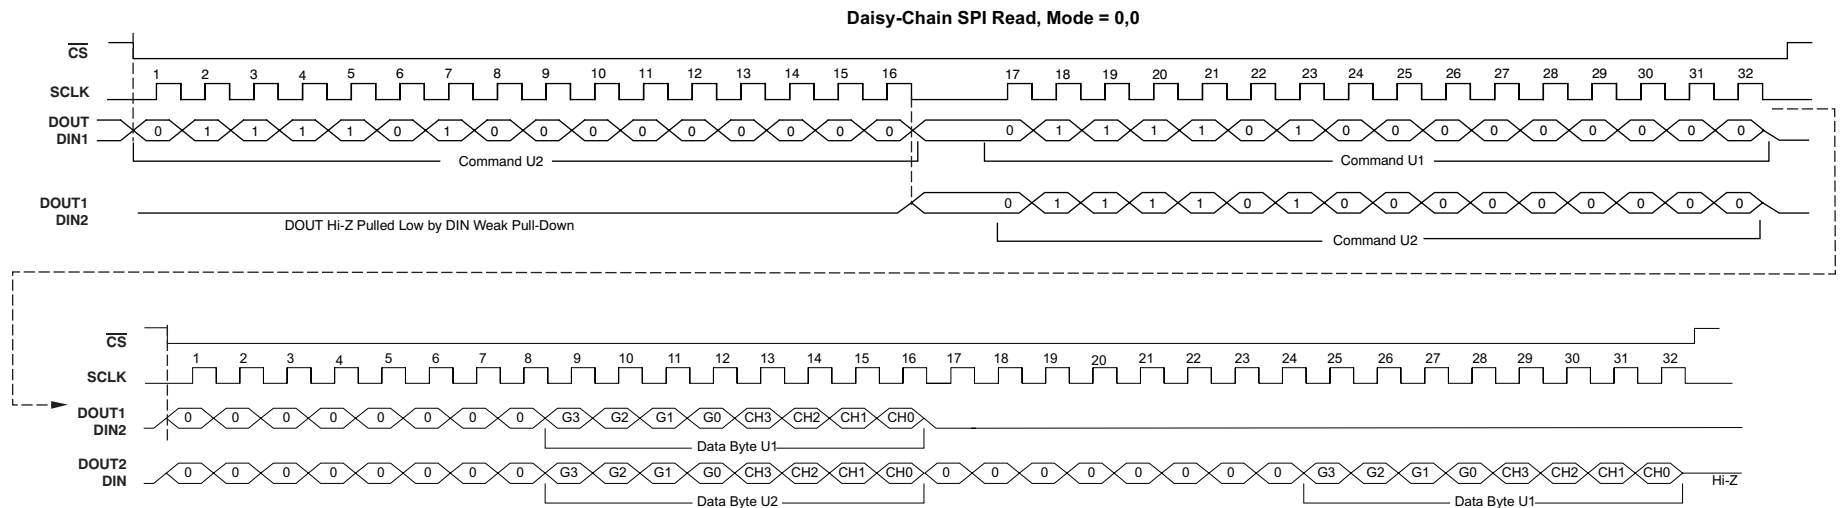 Daisy-Chain SPI Read, Mode = 0,0
CS
1 2 3 4 5 6 7 8 9 10 11 12 13 14 15 16 17 18 19 20 21 22 23 24 25 26 27 28 29 30 31 32
SCLK
DOUT
0 1 1 1 1 0 1 0 0 0 0 0 0 0 0 0 0 1 1 1 1 0 1 0 0 0 0 0 0 0 0 0
DIN1
Command U2 Command U1
DOUT1
0 1 1 1 1 0 1 0 0 0 0 0 0 0 0 0
DIN2
DOUT Hi-Z Pulled Low by DIN Weak Pull-Down
Command U2
CS
1 2 3 4 5 6 7 8 9 10 11 12 13 14 15 16 17 18 19 20 21 22 23 24 25 26 27 28 29 30 31 32
SCLK
DOUT1
0 0 0 0 0 0 0 0 G3 G2 G1 G0 CH3 CH2 CH1 CH0
DIN2
Data Byte U1
DOUT2
0 0 0 0 0 0 0 0 G3 G2 G1 G0 CH3 CH2 CH1 CH0 0 0 0 0 0 0 0 0 G3 G2 G1 G0 CH3 CH2 CH1 CH0
DIN
Hi-Z
Data Byte U2 Data Byte U1